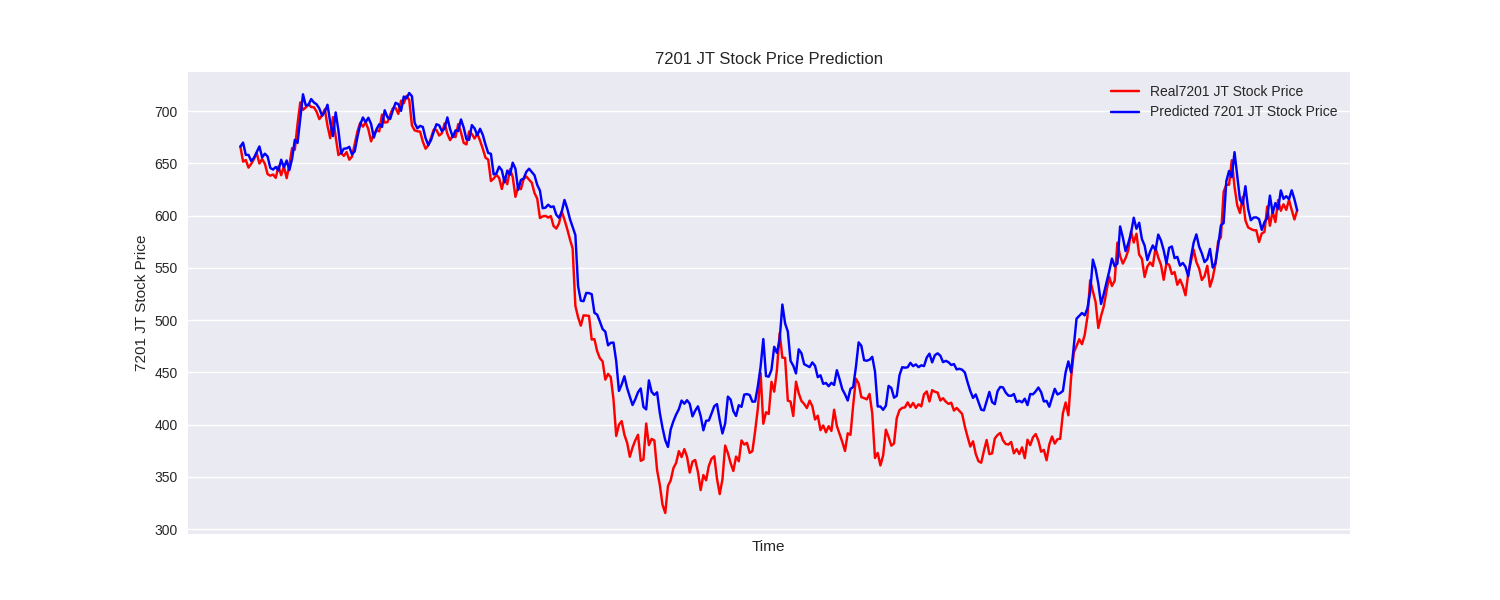 7201 JT Stock Price Prediction
Real7201 JT Stock Price
Predicted 7201 JT Stock Price
7201 JT Stock Price
700
650
600
550
500
450
400
350
300
Time